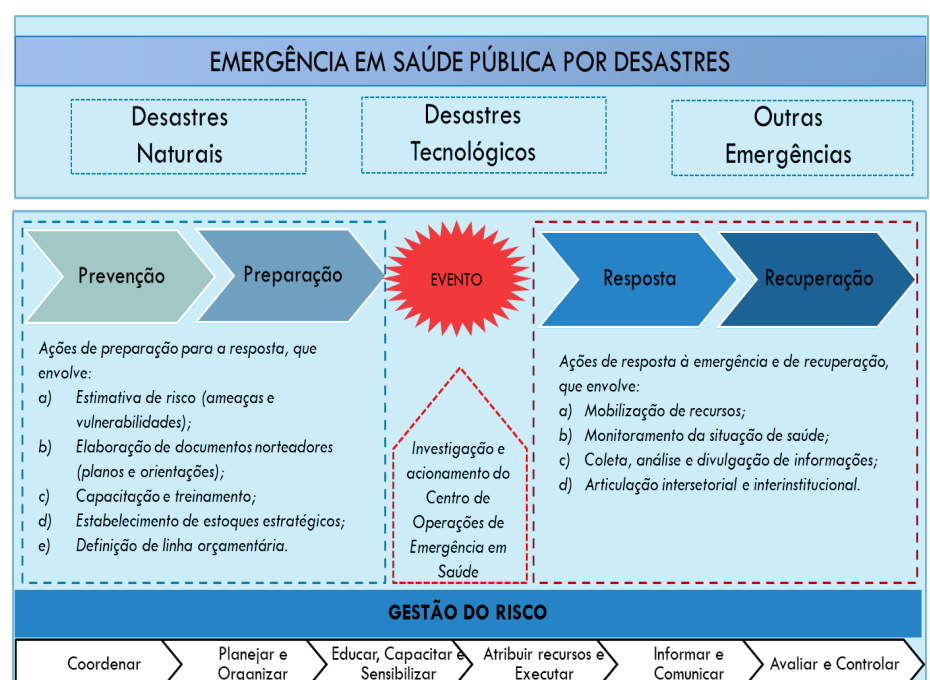 EMERGÊNCIA EM SAÚDE PÚBLICA POR DESASTRES
Desastres
Naturais
Desastres
Tecnológicos
Outras
Emergências
Prevenção
Preparação
EVENTO
Resposta
Recuperação
Ações de preparação para a resposta, que
envolve:
a) Estimativa de risco (ameaças e
vulnerabilidades);
b) Elaboração de documentos norteadores
(planos e orientações);
c) Capacitação e treinamento;
d) Estabelecimento de estoques estratégicos;
e) Definição de linha orçamentária.
Investigação e
acionamento do
Centro de
Operações de
Emergência em
Saúde
Ações de resposta à emergência e de recuperação,
que envolve:
a) Mobilização de recursos;
b) Monitoramento da situação de saúde;
c) Coleta, análise e divulgação de informações;
d) Articulação intersetorial e interinstitucional.
GESTÃO DO RISCO
Coordenar
Planejar e
Organizar
Educar, Capacitar e
Sensibilizar
Atribuir recursos e
Executar
Informar e
Comunicar
Avaliar e Controlar